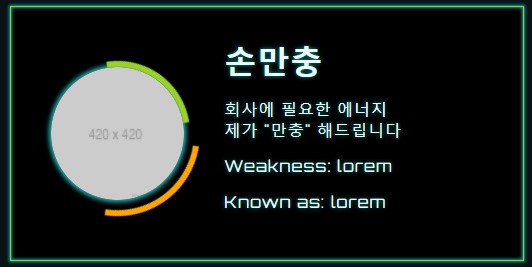 손만충
회사에 필요한 에너지
제가 "만충" 해드립니다
420 x 420
Weakness: lorem
Known as: lorem